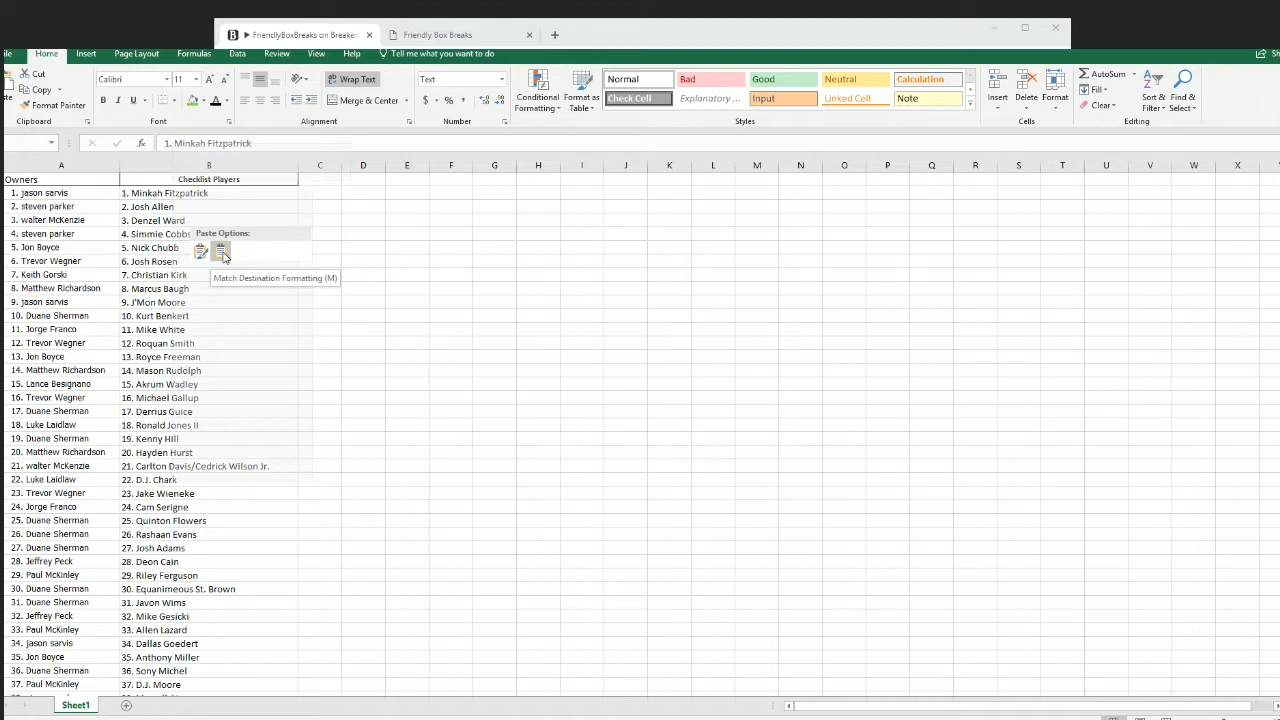 FriendlyBoxBreaks on Breakers
Friendly Box Breaks
Home Insert Page Layout Formulas Data Review View Help Tell me what you want to do
Cut
Copy
Format Painter
Clipboard
Calibri 11
B I U
Font
Wrap Text
Merge & Center
Alignment
Text
$ % ,
Number
Conditional Formatting
Format as Table
Normal Bad Good Neutral Calculation
Check Cell Explanatory ... Input Linked Cell Note
Styles
Insert Delete Format
Cells
AutoSum
Fill
Clear
Sort & Filter
Find & Select
Editing
fx 1. Minkah Fitzpatrick
A B C D E F G H I J K L M N O P Q R S T U V W X
Owners Checklist Players
1. jason sarvis 1. Minkah Fitzpatrick
2. steven parker 2. Josh Allen
3. walter McKenzie 3. Denzel Ward
4. steven parker 4. Simmie Cobbs
Paste Options:
5. Jon Boyce 5. Nick Chubb
6. Trevor Wegner 6. Josh Rosen
7. Keith Gorski 7. Christian Kirk
Match Destination Formatting (M)
8. Matthew Richardson 8. Marcus Baugh
9. jason sarvis 9. J'Mon Moore
10. Duane Sherman 10. Kurt Benkert
11. Jorge Franco 11. Mike White
12. Trevor Wegner 12. Roquan Smith
13. Jon Boyce 13. Royce Freeman
14. Matthew Richardson 14. Mason Rudolph
15. Lance Besignano 15. Akrum Wadley
16. Trevor Wegner 16. Michael Gallup
17. Duane Sherman 17. Derrius Guice
18. Luke Laidlaw 18. Ronald Jones II
19. Duane Sherman 19. Kenny Hill
20. Matthew Richardson 20. Hayden Hurst
21. walter McKenzie 21. Carlton Davis/Cedrick Wilson Jr.
22. Luke Laidlaw 22. D.J. Chark
23. Trevor Wegner 23. Jake Wieneke
24. Jorge Franco 24. Cam Serigne
25. Duane Sherman 25. Quinton Flowers
26. Duane Sherman 26. Rashaan Evans
27. Duane Sherman 27. Josh Adams
28. Jeffrey Peck 28. Deon Cain
29. Paul McKinley 29. Riley Ferguson
30. Duane Sherman 30. Equanimeous St. Brown
31. Duane Sherman 31. Javon Wims
32. Jeffrey Peck 32. Mike Gesicki
33. Paul McKinley 33. Allen Lazard
34. jason sarvis 34. Dallas Goedert
35. Jon Boyce 35. Anthony Miller
36. Duane Sherman 36. Sony Michel
37. Paul McKinley 37. D.J. Moore
Sheet1